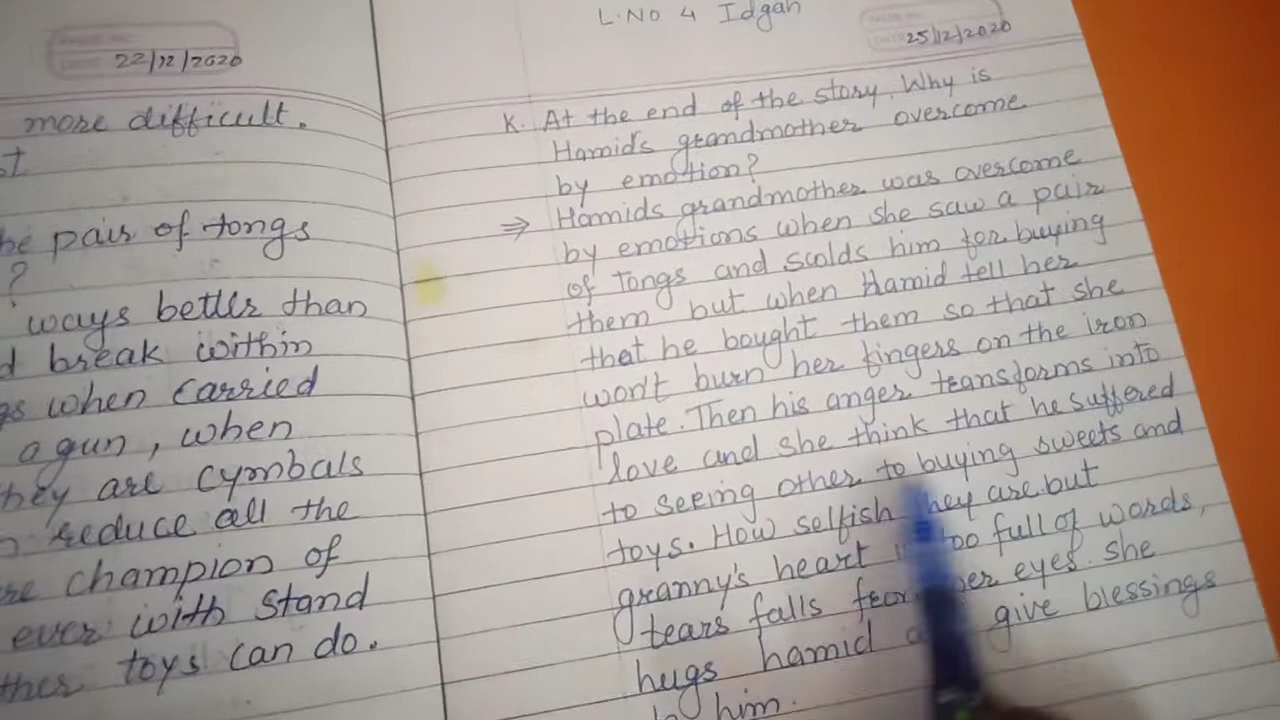 22/12/2020
more difficult.
t
he pair of tongs
?
ways better than
d break within
gs when carried
a gun, when
hey are cymbals
reduce all the
re champion of
ever with stand
ther toys can do.
L.No 4 Idgah
25/12/2020
K. At the end of the story. Why is
Hamid's grandmother overcome
by emotion?
⇒ Hamids grandmother was overcome
by emotions when she saw a pair
of Tongs and scolds him for buying
them but when Hamid tell her
that he bought them so that she
won't burn her fingers on the iron
plate. Then his anger transforms into
love and she think that he suffered
to seeing other to buying sweets and
toys. How selfish they are but
granny's heart too full of words,
tears falls her eyes. she
hugs hamid give blessings
him.